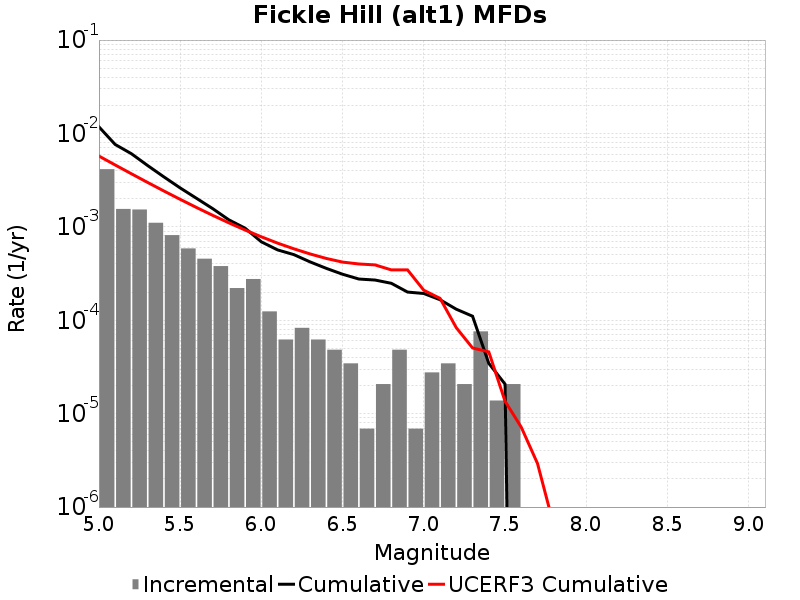 Fickle Hill (alt1) MFDs
10-1
10-2
10-3
10-4
10-5
10-6
Rate (1/yr)
5.0 5.5 6.0 6.5 7.0 7.5 8.0 8.5 9.0
Magnitude
Incremental Cumulative UCERF3 Cumulative